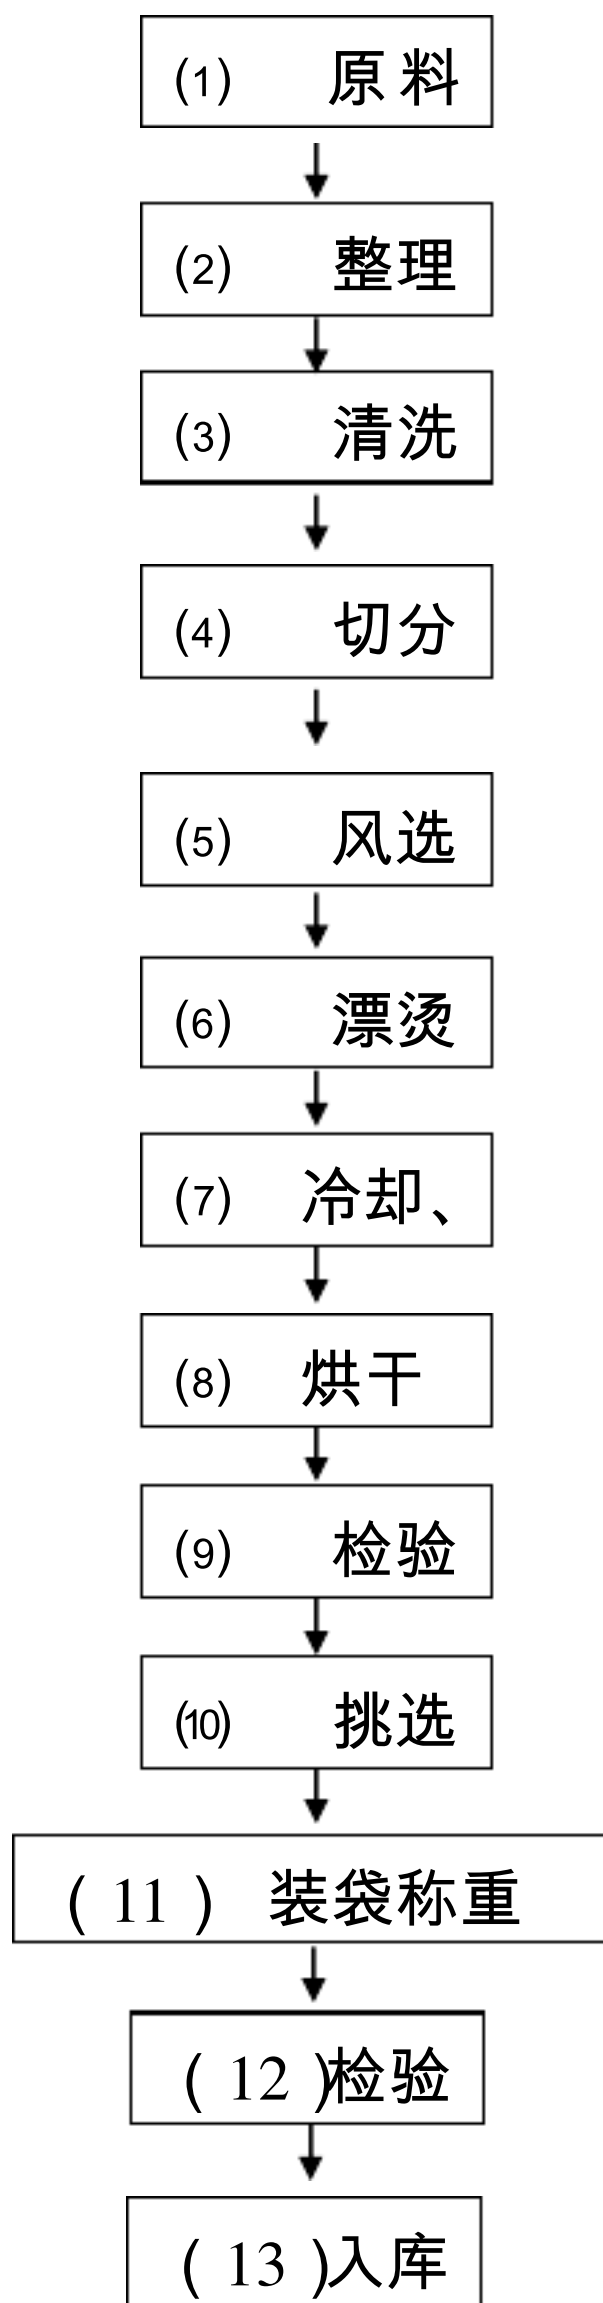 (1) 原料
(2) 整理
(3) 清洗
(4) 切分
(5) 风选
(6) 漂烫
(7) 冷却、
(8) 烘干
(9) 检验
(10) 挑选
( 11 ) 装袋称重
( 12 )检验
( 13 )入库